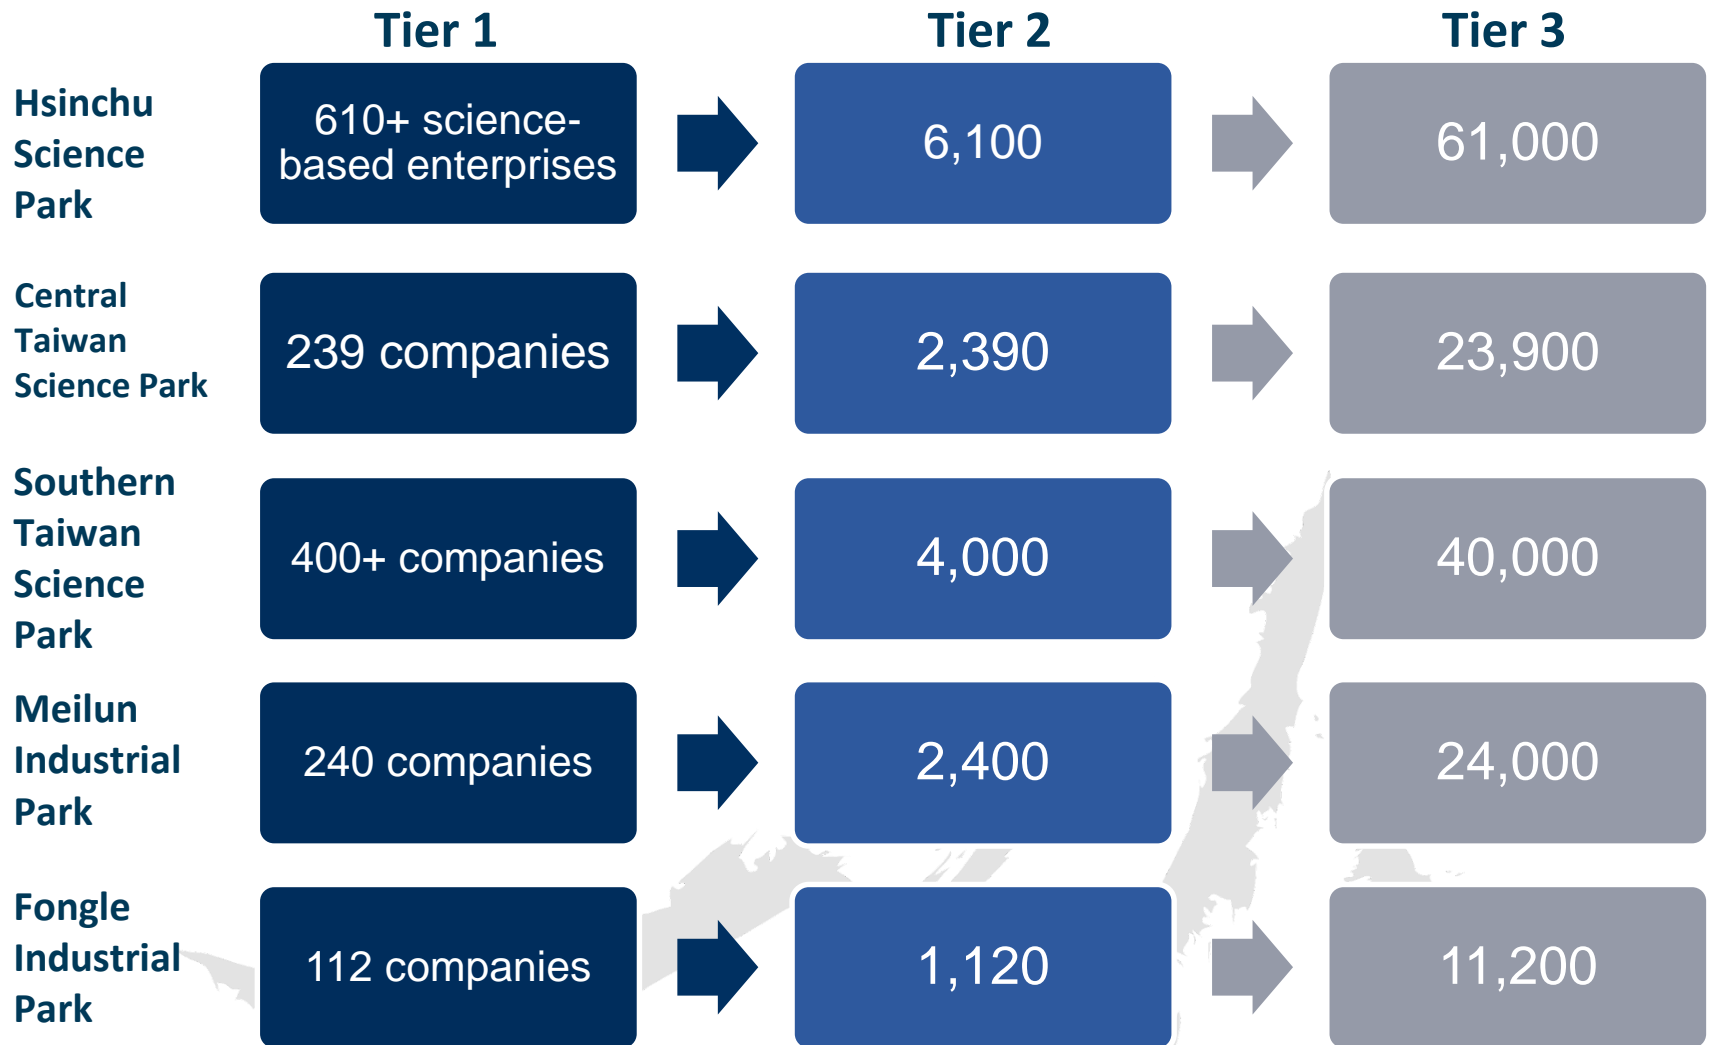 Tier 1
Tier 2
Tier 3
Hsinchu
Science
Park
610+ science-
based enterprises
6,100
61,000
Central
Taiwan
Science Park
239 companies
2,390
23,900
Southern
Taiwan
Science
Park
400+ companies
4,000
40,000
Meilun
Industrial
Park
240 companies
2,400
24,000
Fongle
Industrial
Park
112 companies
1,120
11,200